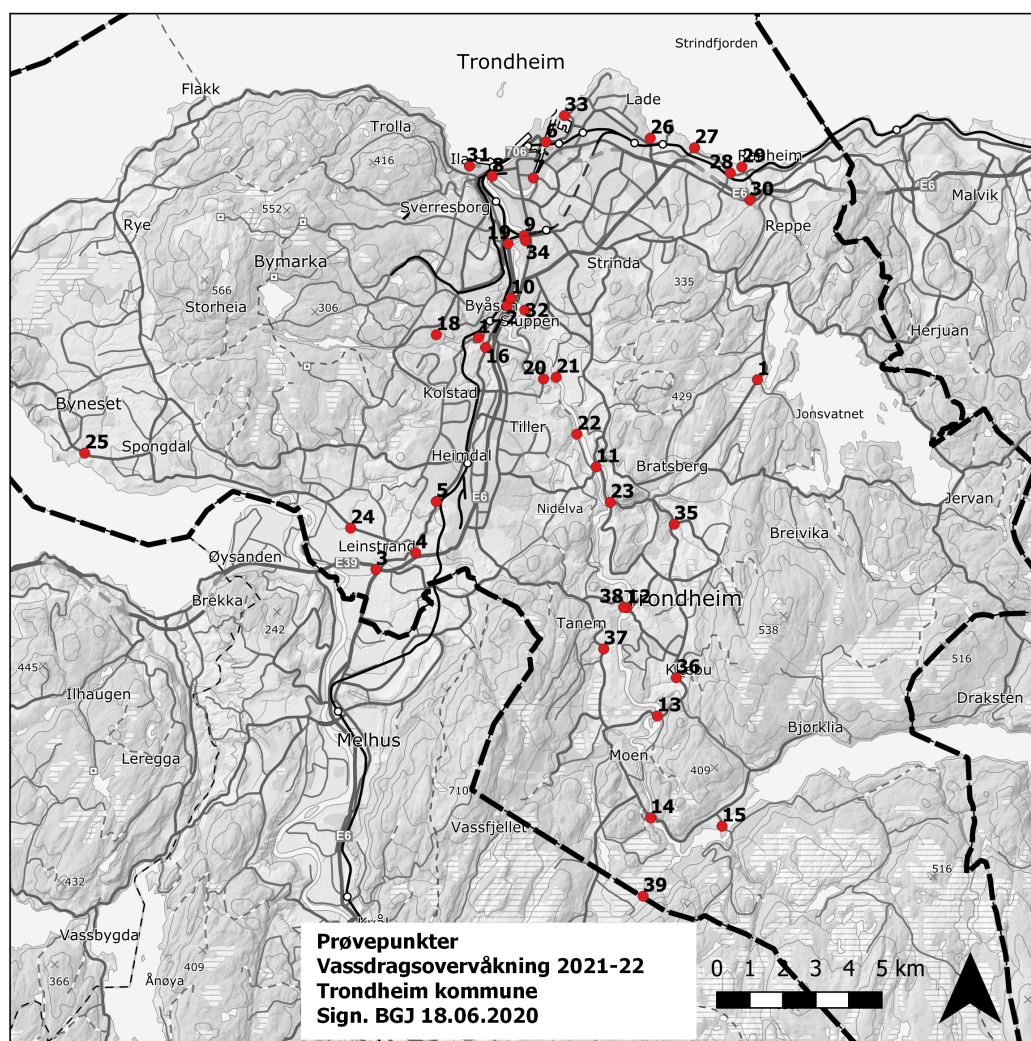 Strindfjorden
Trondheim
Flakk
33
Lade
Trolla
6
26
27
706
416
Ila
31
8
7
28
29
Ranheim
E6
E6
30
Malvik
Sverresborg
552
Rye
9
Reppe
19
34
Bymarka
Strinda
335
566
Storheia
306
10
Byåsen
2
32
Sluppen
18
17
Herjuan
16
20
21
1
Kolstad
429
Byneset
Jonsvatnet
25
Spongdal
Tiller
22
Heimdal
11
Bratsberg
5
E6
23
Nidelva
Jervan
24
35
Breivika
Leinstrand
4
Øysanden
E39
3
Brekka
38
12
Trondheim
242
Tanem
538
37
445
36
Klæbu
516
Ilhaugen
Draksten
13
Bjørklia
Melhus
Moen
Leregga
409
710
14
15
E6
Vassfjellet
516
432
39
Vassbygda
409
366
Ånøya
Prøvepunkter
Vassdragsovervåkning 2021-22
Trondheim kommune
Sign. BGJ 18.06.2020
0 1 2 3 4 5 km